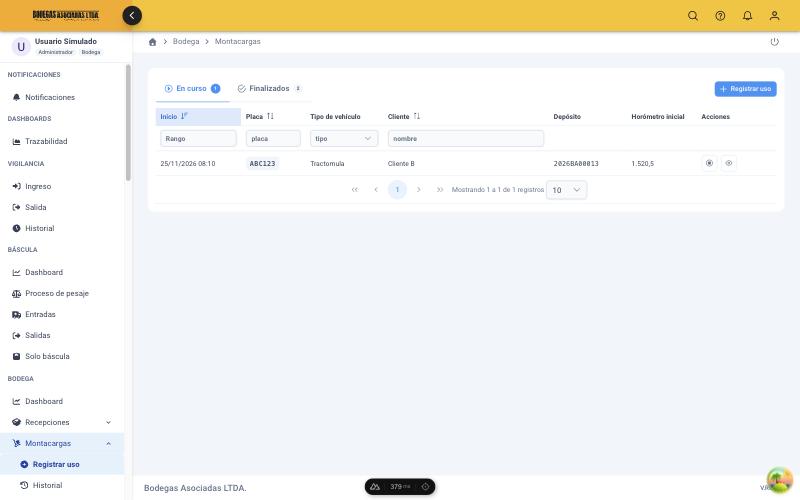 BODEGAS ASOCIADAS LTDA.
U
Usuario Simulado
Administrador Bodega
NOTIFICACIONES
Notificaciones
DASHBOARDS
Trazabilidad
VIGILANCIA
Ingreso
Salida
Historial
BÁSCULA
Dashboard
Proceso de pesaje
Entradas
Salidas
Solo báscula
BODEGA
Dashboard
Recepciones
Montacargas
Registrar uso
Historial
Bodega > Montacargas
En curso 1 Finalizados 2
Registrar uso
Inicio Placa Tipo de vehículo Cliente Depósito Horómetro inicial Acciones
Rango placa tipo nombre
25/11/2026 08:10 ABC123 Tractomula Cliente B 2026BA00013 1.520,5
1 Mostrando 1 a 1 de 1 registros 10
Bodegas Asociadas LTDA.
379 ms